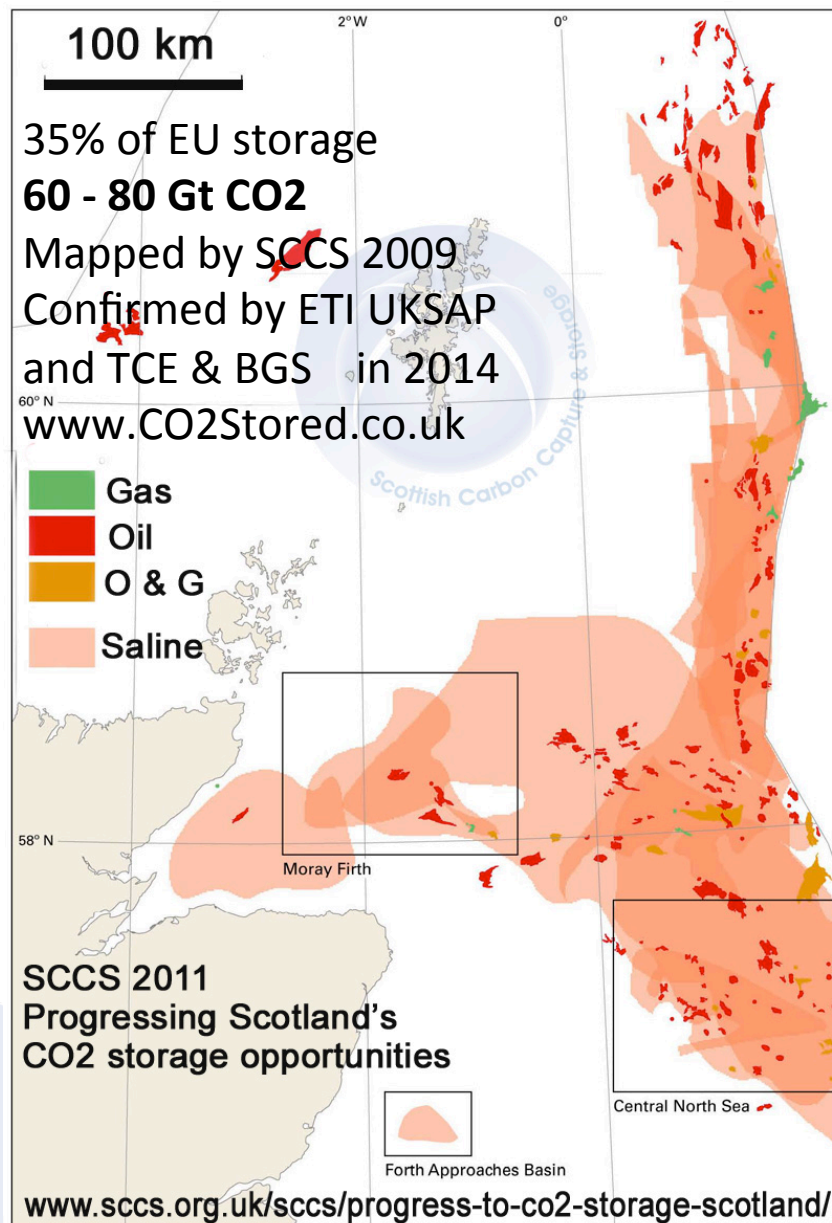 2°W
0°
100 km
35% of EU storage
60 - 80 Gt CO2
Mapped by SCCS 2009
Confirmed by ETI UKSAP
and TCE & BGS in 2014
60° N
www.CO2Stored.co.uk
Scottish Carbon Capture & Storage
Gas
Oil
O & G
Saline
58° N
Moray Firth
SCCS 2011
Progressing Scotland's
CO2 storage opportunities
Central North Sea
Forth Approaches Basin
www.sccs.org.uk/sccs/progress-to-co2-storage-scotland/